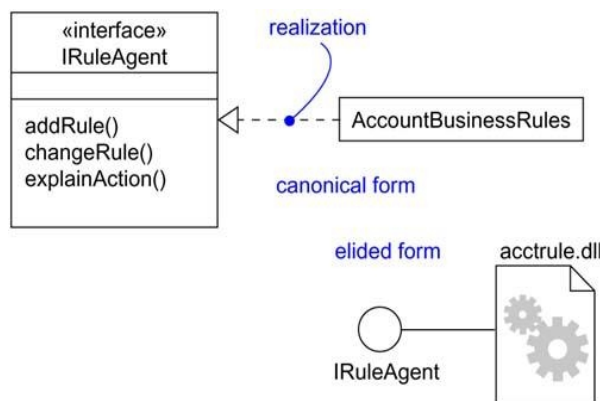 «interface»
IRuleAgent
addRule()
changeRule()
explainAction()
realization
AccountBusinessRules
canonical form
elided form
acctrule.dll
IRuleAgent